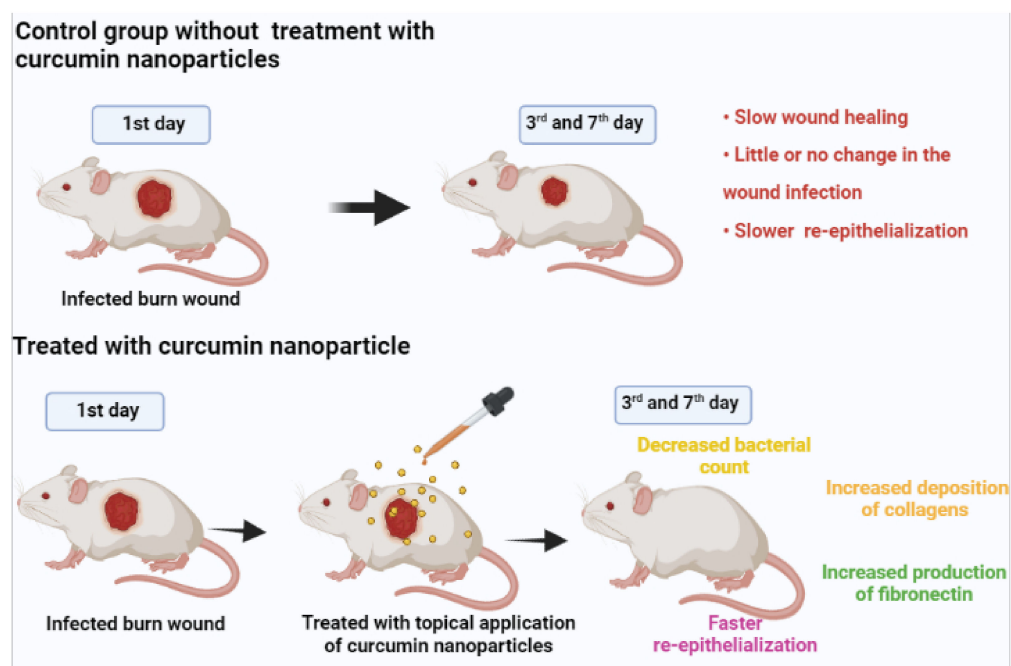 Control group without treatment with
curcumin nanoparticles
1st day
3rd and 7th day
• Slow wound healing
• Little or no change in the
wound infection
• Slower re-epithelialization
Infected burn wound
Treated with curcumin nanoparticle
1st day
3rd and 7th day
Decreased bacterial
count
Increased deposition
of collagens
Increased production
of fibronectin
Infected burn wound
Treated with topical application
of curcumin nanoparticles
Faster
re-epithelialization